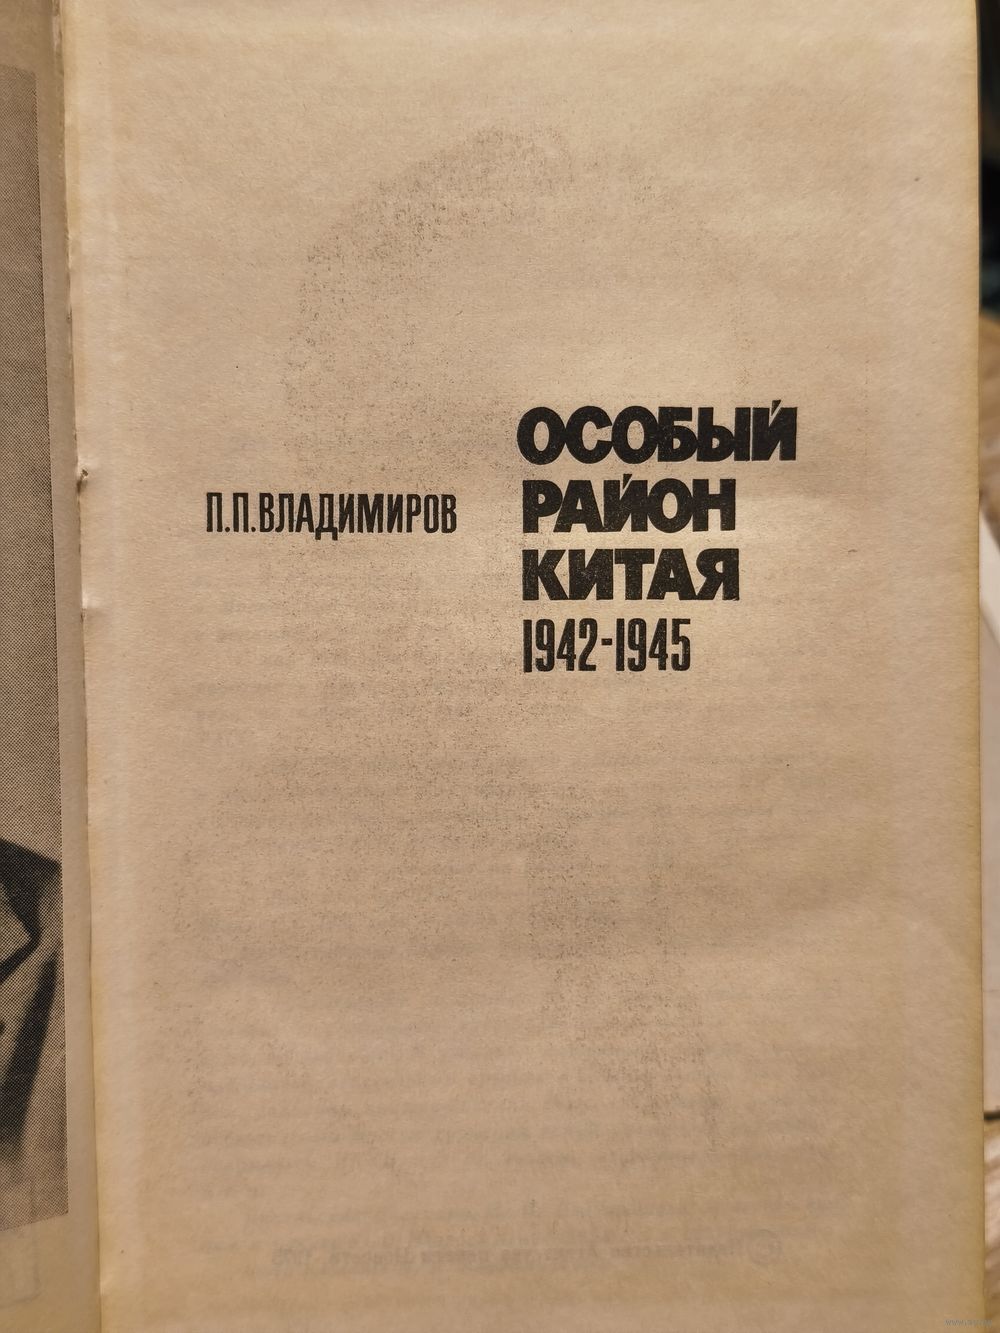 П.П.ВЛАДИМИРОВ
ОСОБЫЙ
РАЙОН
КИТАЯ
1942-1945